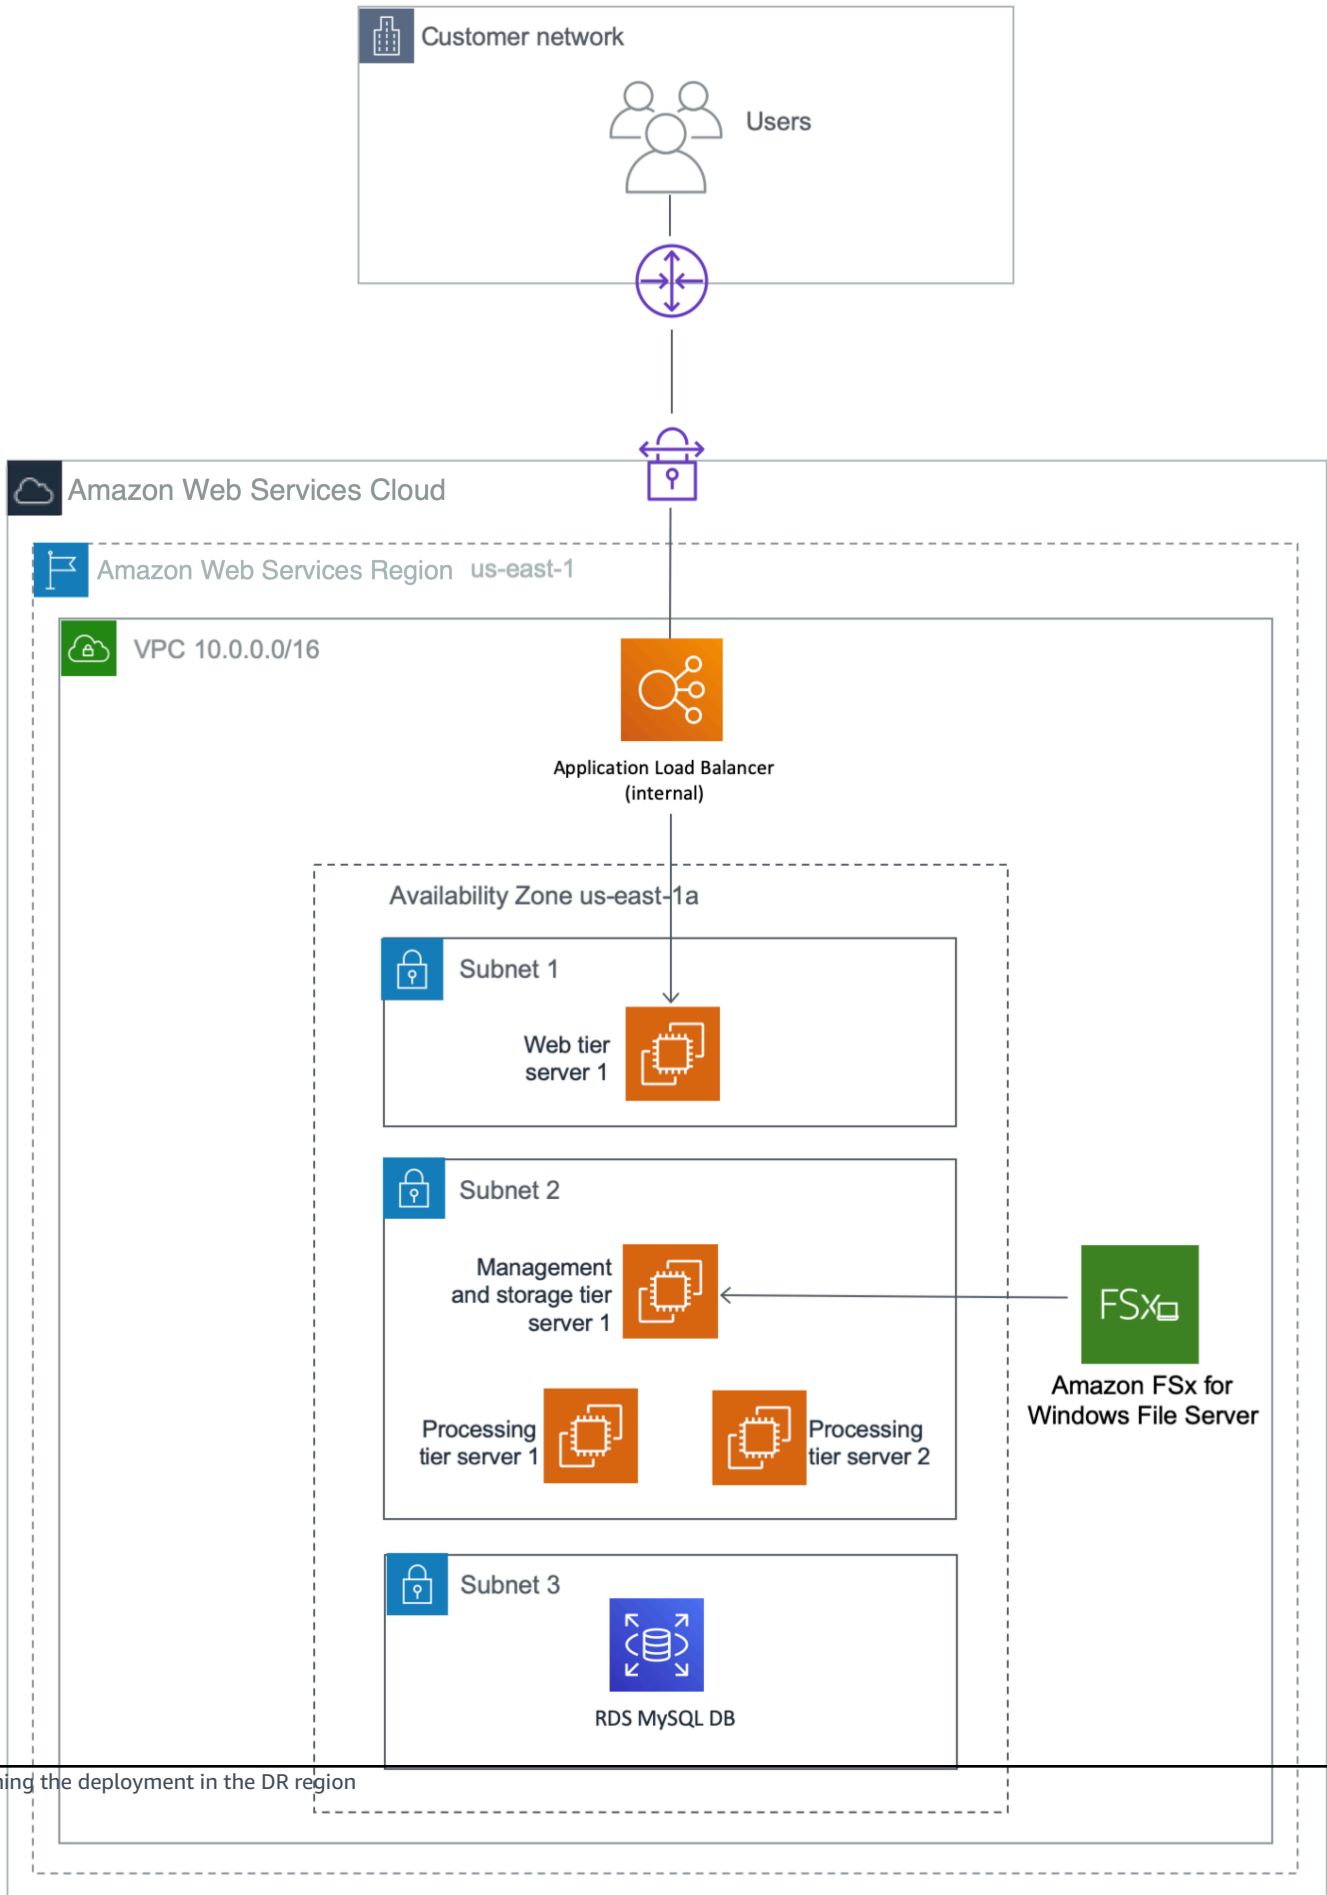 Customer network
Users
Amazon Web Services Cloud
Amazon Web Services Region us-east-1
VPC 10.0.0.0/16
Application Load Balancer
(internal)
Availability Zone us-east-1a
Subnet 1
Web tier
server 1
Subnet 2
Management
and storage tier
server 1
FSx
Amazon FSx for
Windows File Server
Processing
tier server 1
Processing
tier server 2
Subnet 3
RDS MySQL DB
the deployment in the DR region